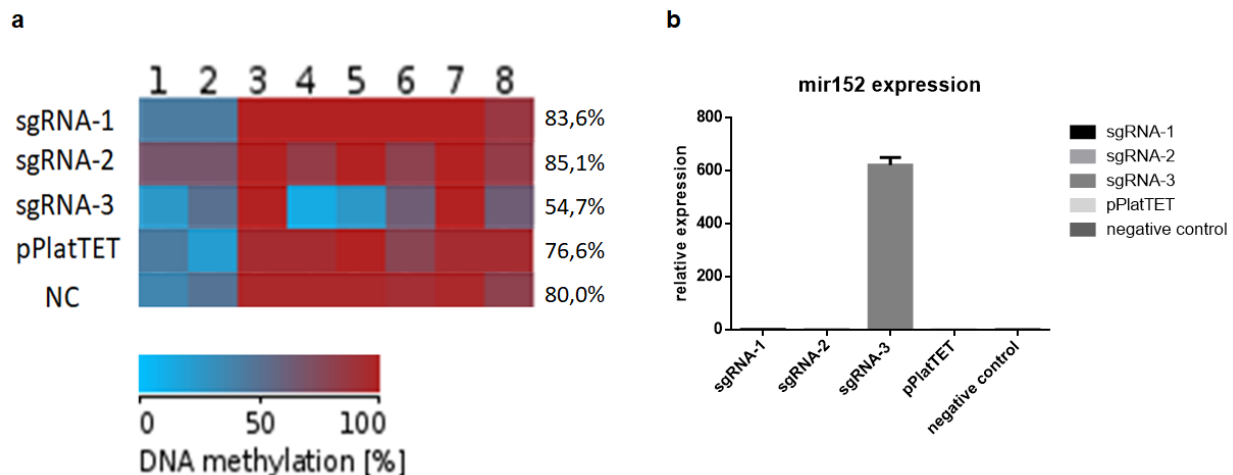 a
1 2 3 4 5 6 7 8
sgRNA-1 83,6%
sgRNA-2 85,1%
sgRNA-3 54,7%
pPlatTET 76,6%
NC 80,0%
0 50 100
DNA methylation [%]
b
mir152 expression
relative expression
800
600
400
200
0
sgRNA-1
sgRNA-2
sgRNA-3
pPlatTET
negative control
sgRNA-1
sgRNA-2
sgRNA-3
pPlatTET
negative control